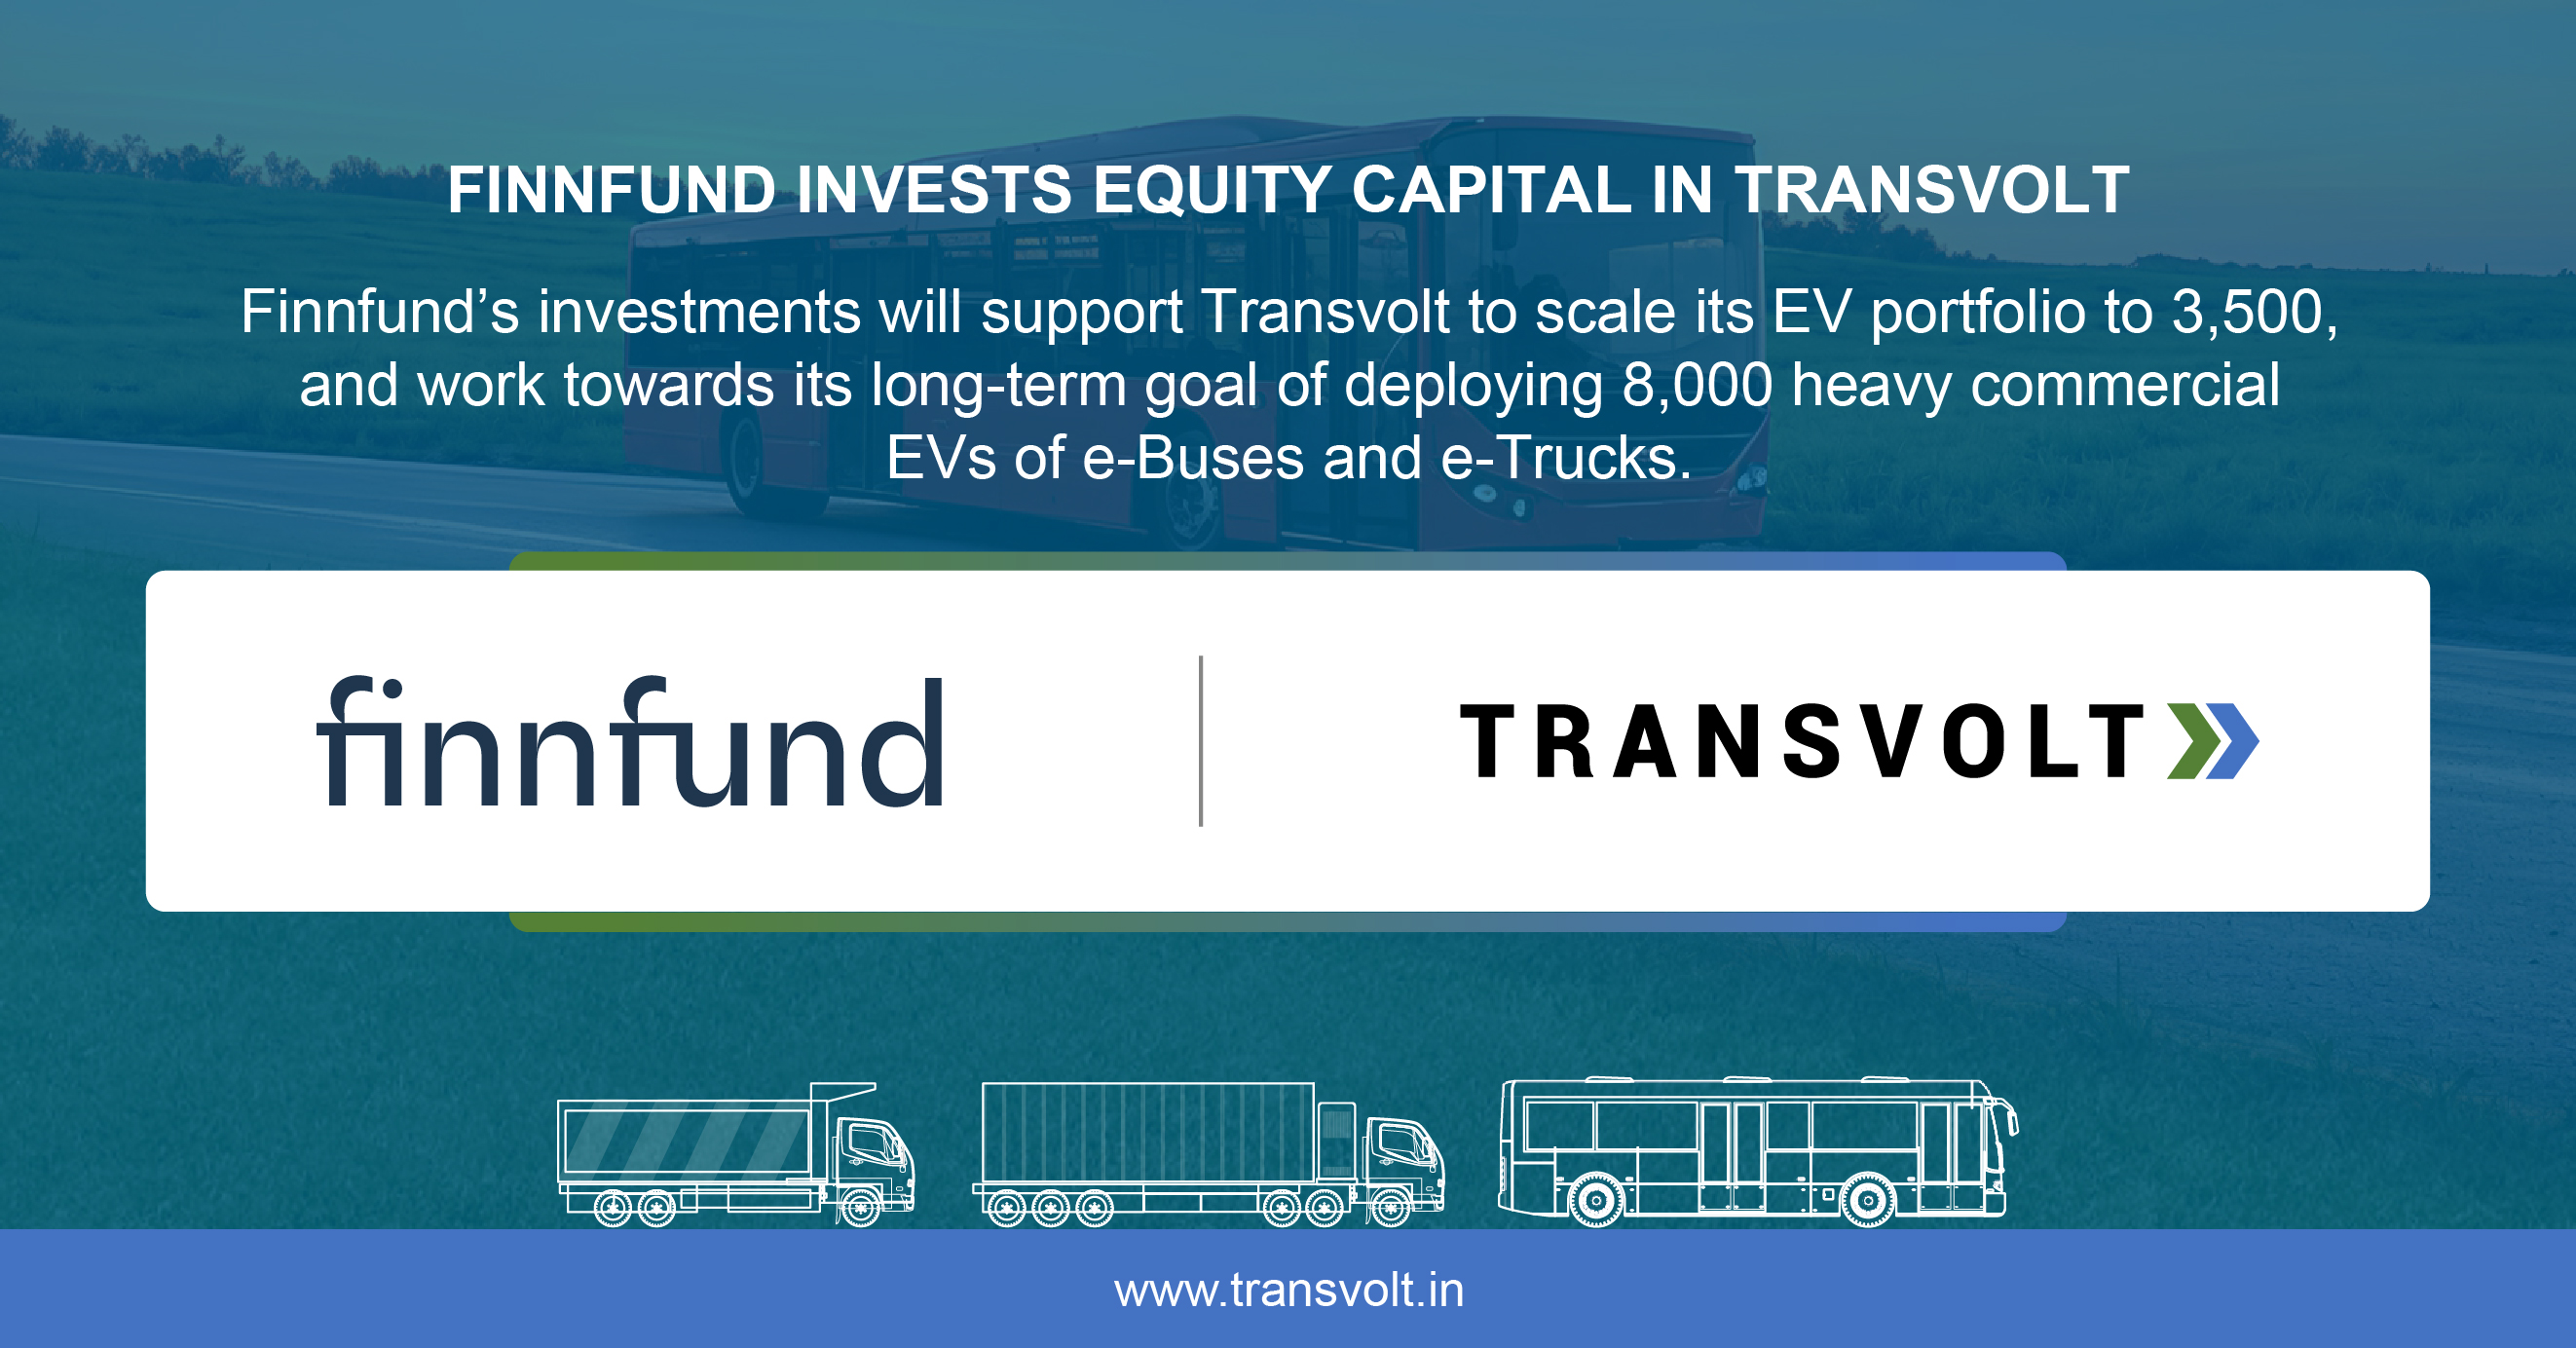 FINNFUND INVESTS EQUITY CAPITAL IN TRANSVOLT
Finnfund’s investments will support Transvolt to scale its EV portfolio to 3,500,
and work towards its long-term goal of deploying 8,000 heavy commercial
EVs of e-Buses and e-Trucks.
finnfund
TRANSVOLT
www.transvolt.in